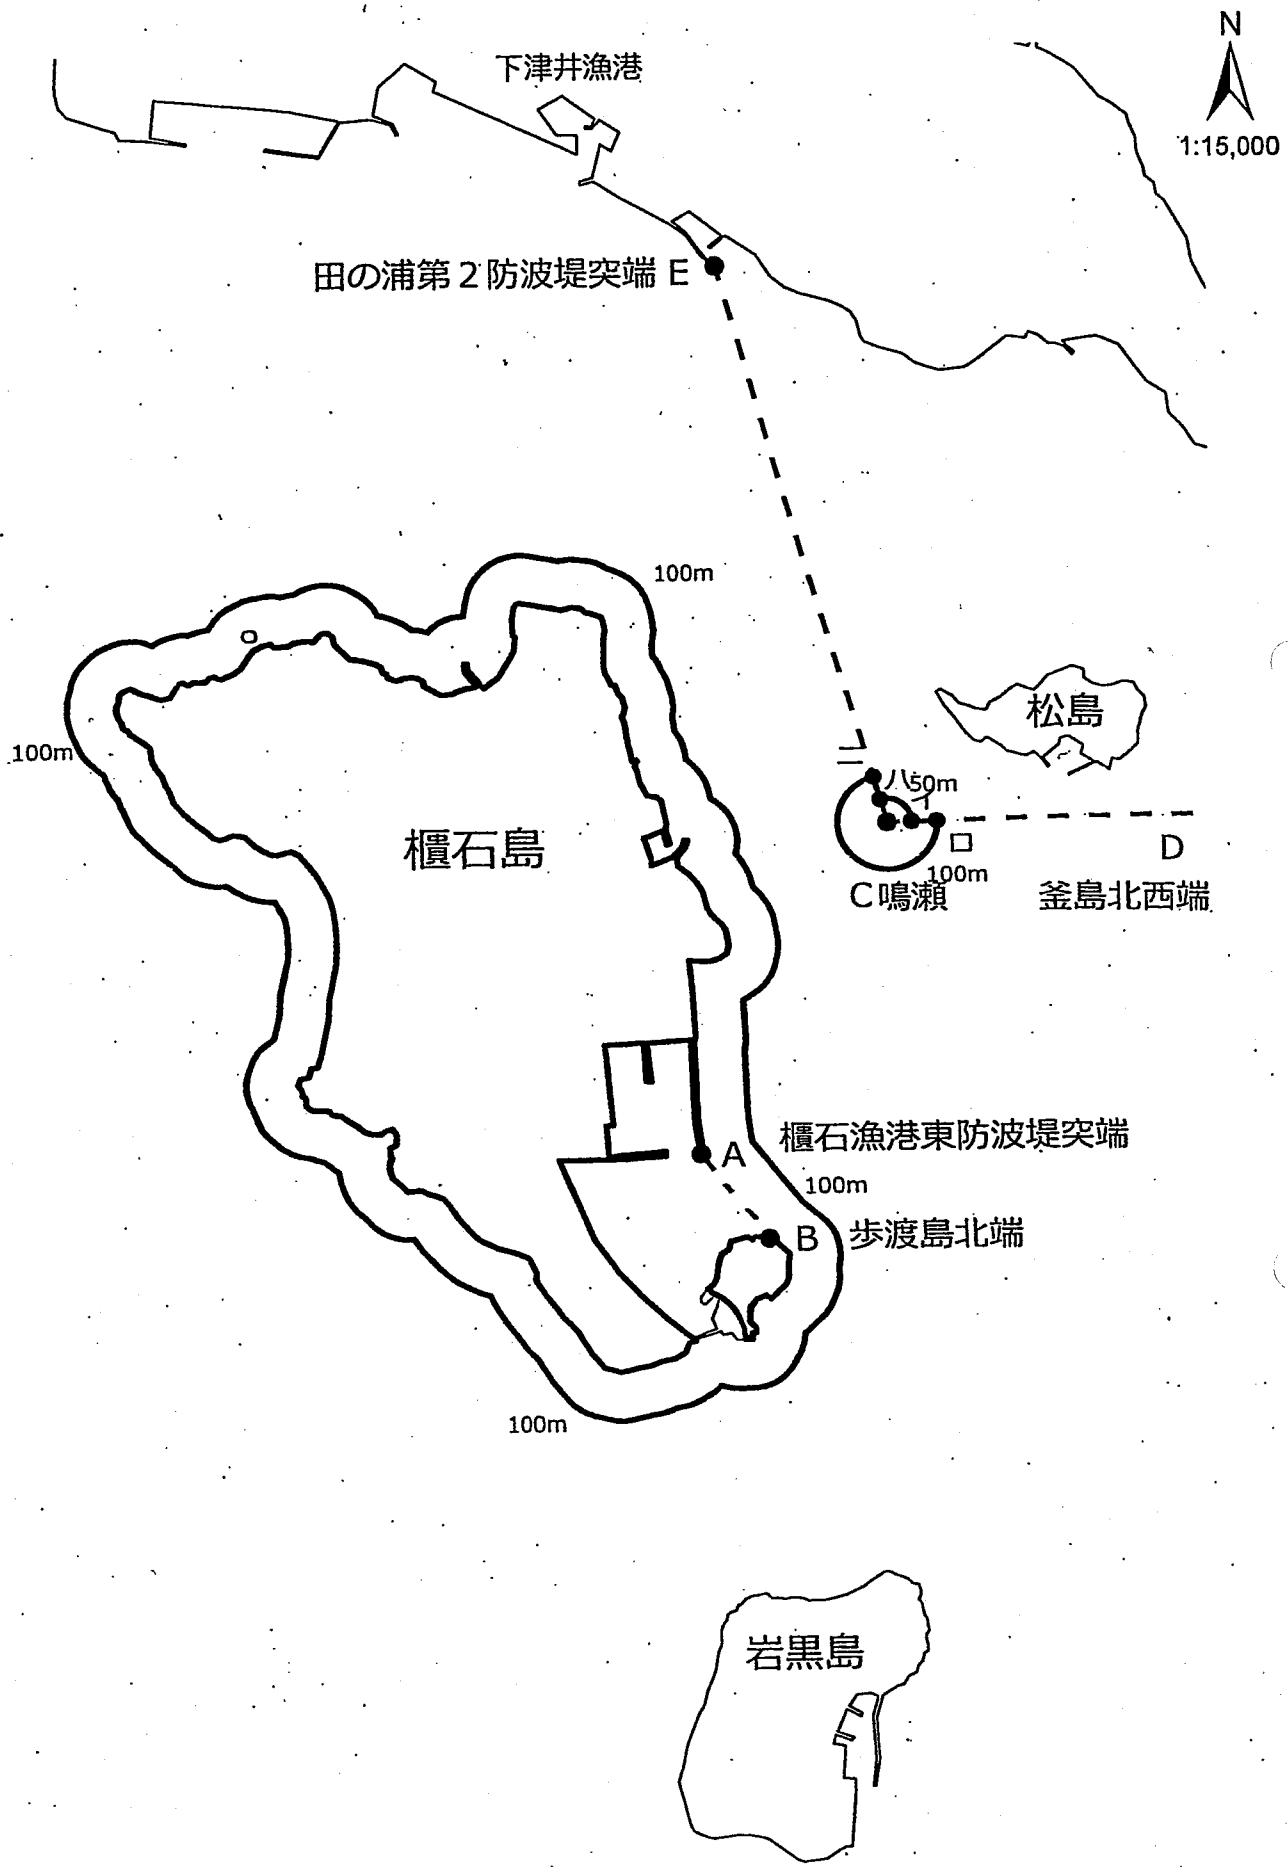 N
1:15,000
下津井漁港
田の浦第2防波堤突端 E
100m
100m
松島
ニ
ハ
50m
イ
ロ
D
100m
C鳴瀬
釜島北西端
櫃石島
櫃石漁港東防波堤突端
A
100m
B
歩渡島北端
100m
岩黒島